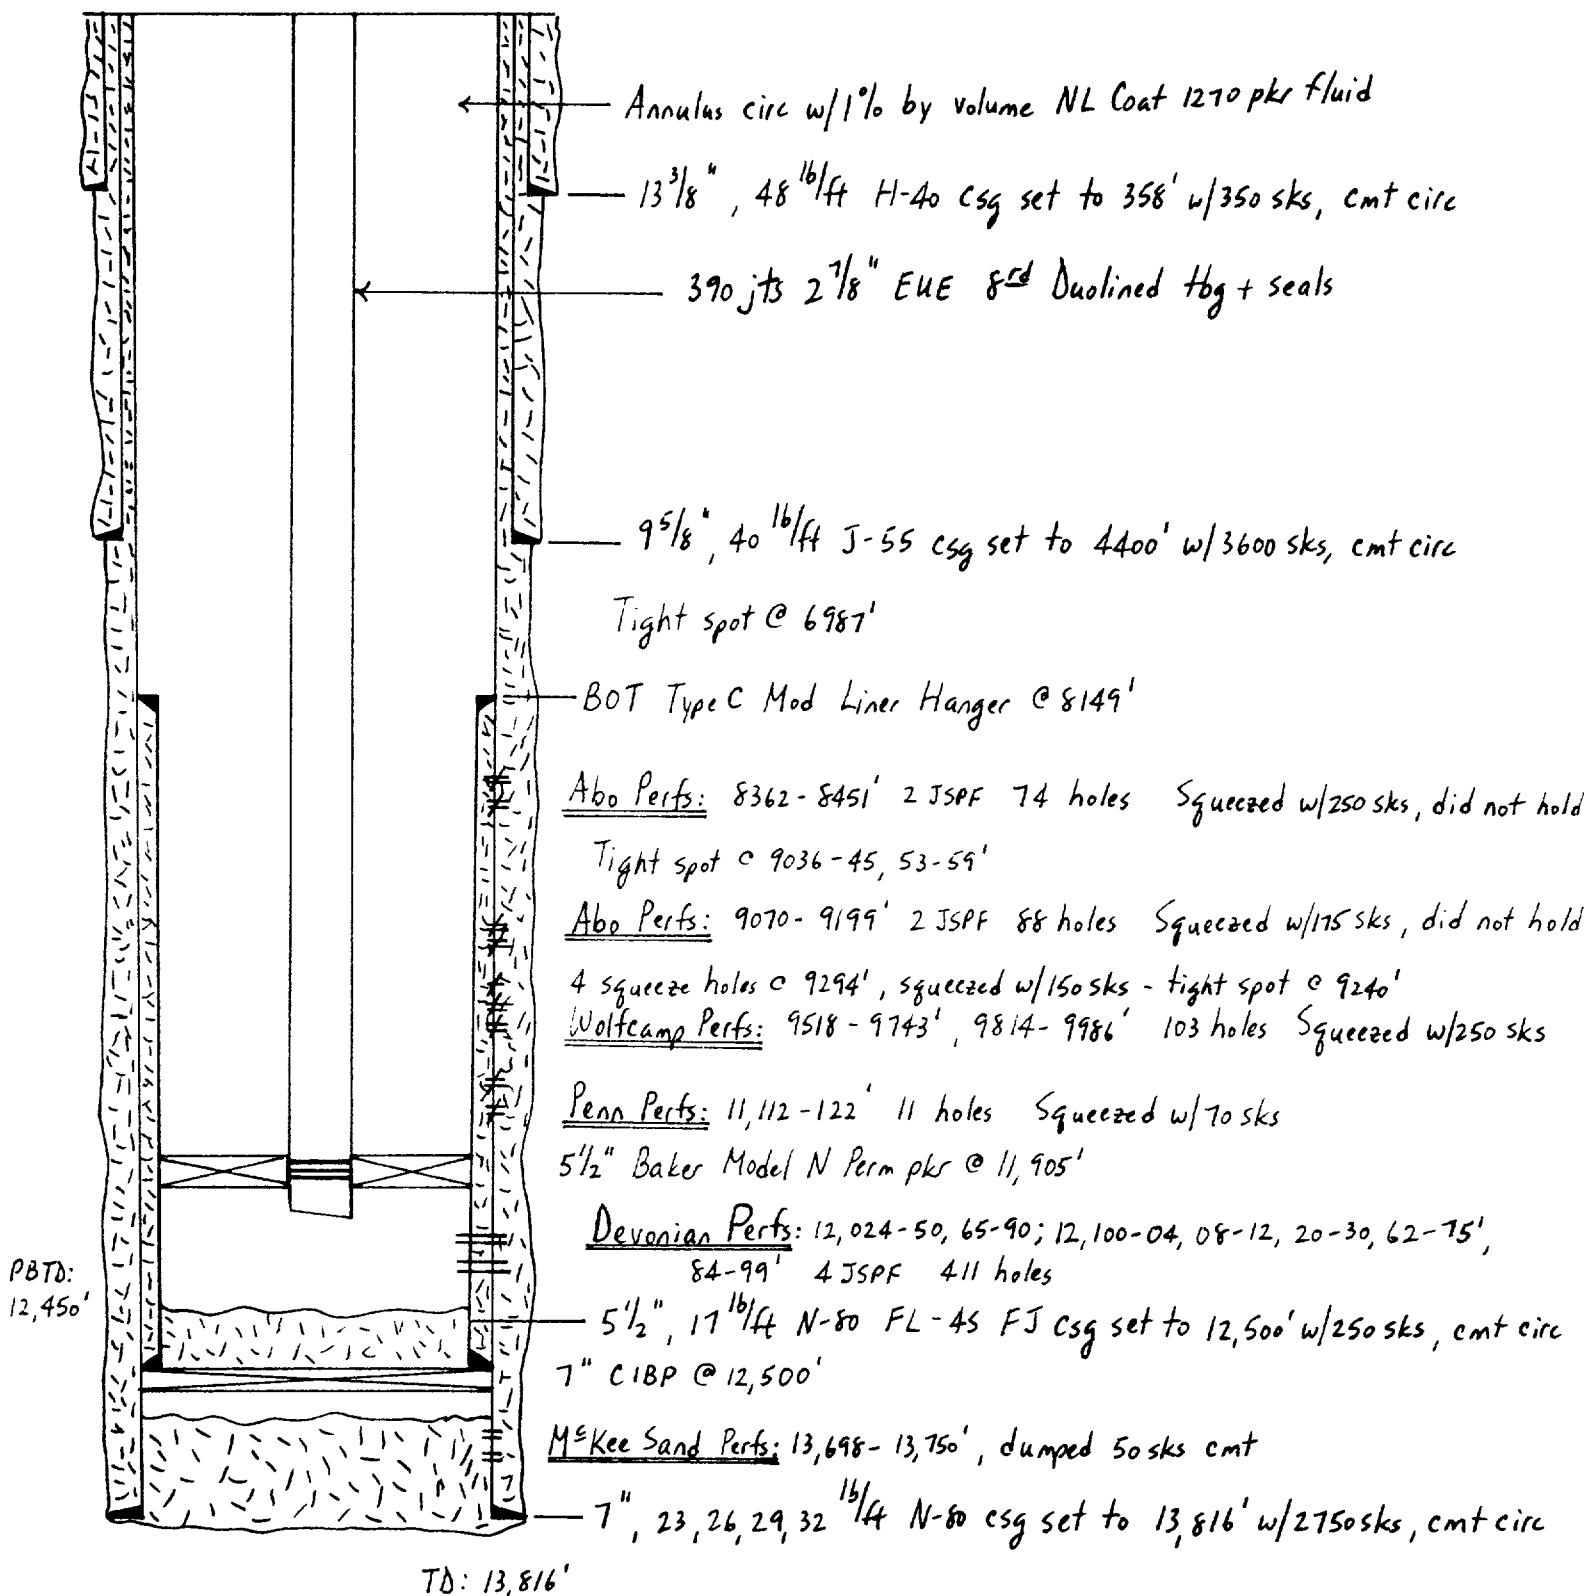 Annulus circ w/1% by volume NL Coat 1270 pkr fluid
13 3/8", 48 lb/ft H-40 csg set to 358' w/350 sks, cmt circ
390 jts 2 7/8" EUE 8rd Duolined tbg + seals
9 5/8", 40 lb/ft J-55 csg set to 4400' w/3600 sks, cmt circ
Tight spot @ 6987'
BOT Type C Mod Liner Hanger @ 8149'
Abo Perfs: 8362-8451' 2 JSPF 74 holes Squeezed w/250 sks, did not hold
Tight spot @ 9036-45, 53-59'
Abo Perfs: 9070-9199' 2 JSPF 88 holes Squeezed w/175 sks, did not hold
4 squeeze holes @ 9294', squeezed w/150 sks - tight spot @ 9240'
Wolfcamp Perfs: 9518-9743', 9814-9986' 103 holes Squeezed w/250 sks
Penn Perfs: 11,112-122' 11 holes Squeezed w/70 sks
5 1/2" Baker Model N Perm pkr @ 11,905'
Devonian Perfs: 12,024-50, 65-90; 12,100-04, 08-12, 20-30, 62-75',
84-99' 4 JSPF 411 holes
PBTD:
12,450'
5 1/2", 17 lb/ft N-80 FL-4S FJ csg set to 12,500' w/250 sks, cmt circ
7" CIBP @ 12,500'
McKee Sand Perfs: 13,698-13,750', dumped 50 sks cmt
7", 23, 26, 29, 32 lb/ft N-80 csg set to 13,816' w/2750 sks, cmt circ
TD: 13,816'